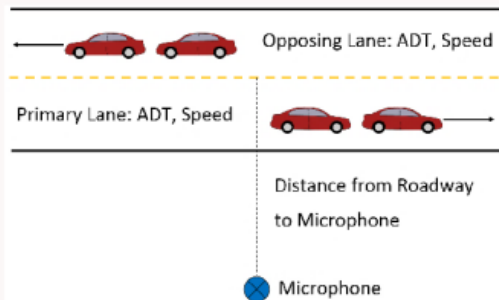 Opposing Lane: ADT, Speed
Primary Lane: ADT, Speed
Distance from Roadway
to Microphone
Microphone